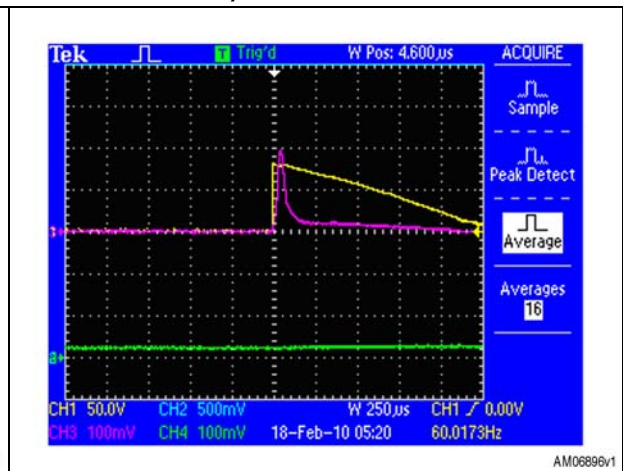 Tek T Trig'd W Pos: 4.600µs ACQUIRE
Sample
Peak Detect
Average
Averages
16
3
CH1 50.0V CH2 500mV W 250µs CH1 0.00V
CH3 100mV CH4 100mV 18-Feb-10 05:20 60.0173Hz
AM06896v1